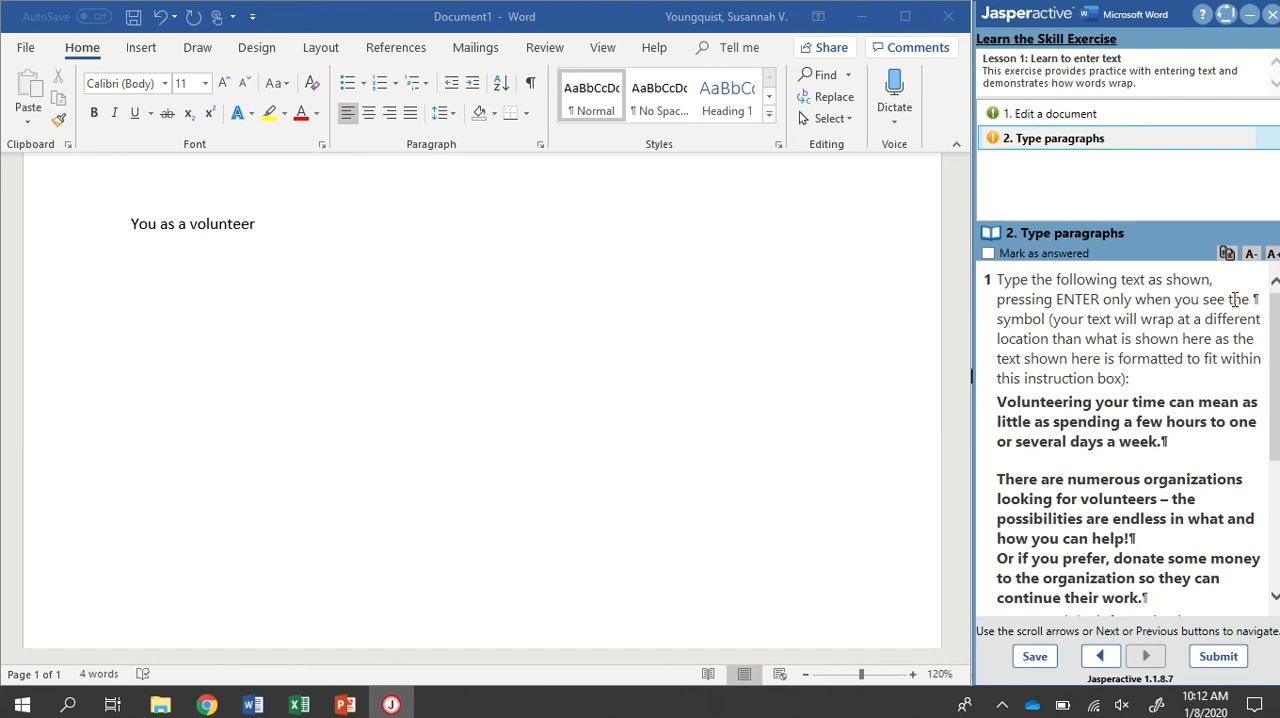 AutoSave Off Document1 - Word Youngquist, Susannah V.
File Home Insert Draw Design Layout References Mailings Review View Help Tell me Share Comments
Paste
Calibri (Body) 11
Clipboard Font Paragraph Styles Editing Voice
AaBbCcDc AaBbCcDc AaBbCc
¶ Normal ¶ No Spac... Heading 1
Find
Replace
Select
Dictate
You as a volunteer
Page 1 of 1 4 words 120%
Jasperactive Microsoft Word
Learn the Skill Exercise
Lesson 1: Learn to enter text
This exercise provides practice with entering text and
demonstrates how words wrap.
1. Edit a document
2. Type paragraphs
2. Type paragraphs
Mark as answered A- A+
1 Type the following text as shown,
pressing ENTER only when you see the ¶
symbol (your text will wrap at a different
location than what is shown here as the
text shown here is formatted to fit within
this instruction box):
Volunteering your time can mean as
little as spending a few hours to one
or several days a week.¶
There are numerous organizations
looking for volunteers – the
possibilities are endless in what and
how you can help!¶
Or if you prefer, donate some money
to the organization so they can
continue their work.¶
Use the scroll arrows or Next or Previous buttons to navigate.
Save Submit
Jasperactive 1.1.8.7
10:12 AM
1/8/2020